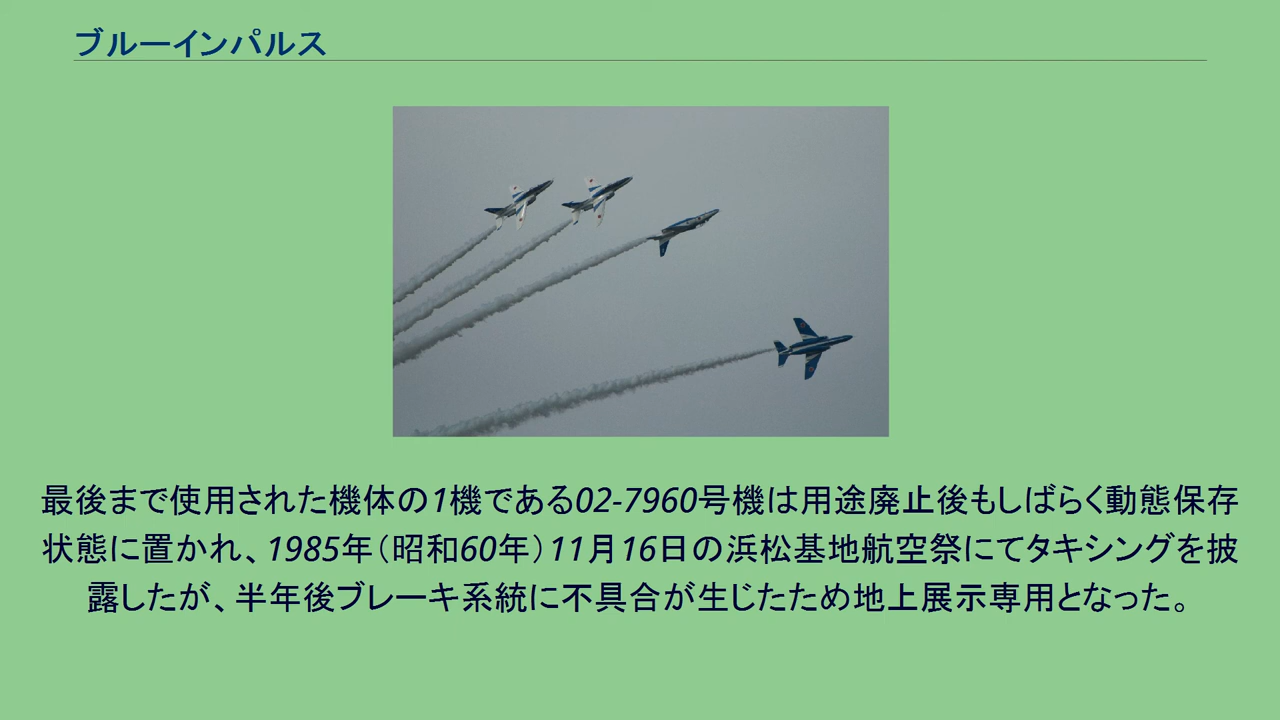 ブルーインパルス
最後まで使用された機体の1機である02-7960号機は用途廃止後もしばらく動態保存
状態に置かれ、1985年（昭和60年）11月16日の浜松基地航空祭にてタキシングを披
露したが、半年後ブレーキ系統に不具合が生じたため地上展示専用となった。